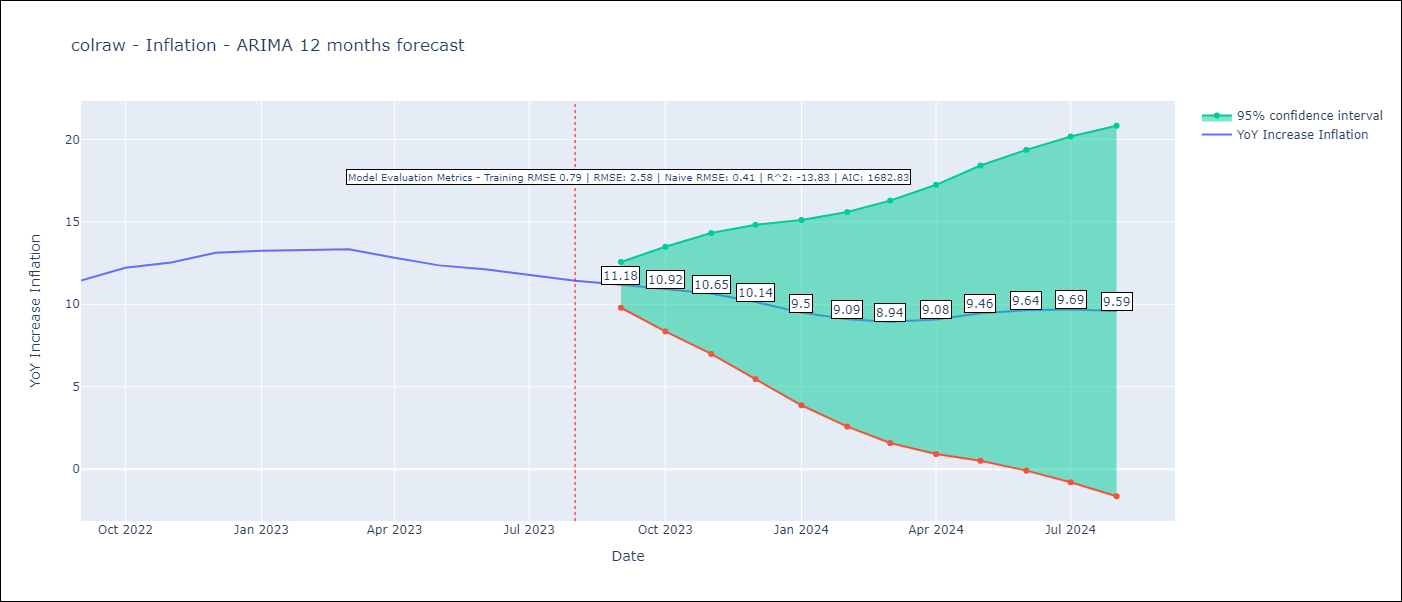 colraw - Inflation - ARIMA 12 months forecast
95% confidence interval
YoY Increase Inflation
Model Evaluation Metrics - Training RMSE 0.79 | RMSE: 2.58 | Naive RMSE: 0.41 | R^2: -13.83 | AIC: 1682.83
YoY Increase Inflation
20
15
10
5
0
11.18
10.92
10.65
10.14
9.5
9.09
8.94
9.08
9.46
9.64
9.69
9.59
Oct 2022
Jan 2023
Apr 2023
Jul 2023
Oct 2023
Jan 2024
Apr 2024
Jul 2024
Date